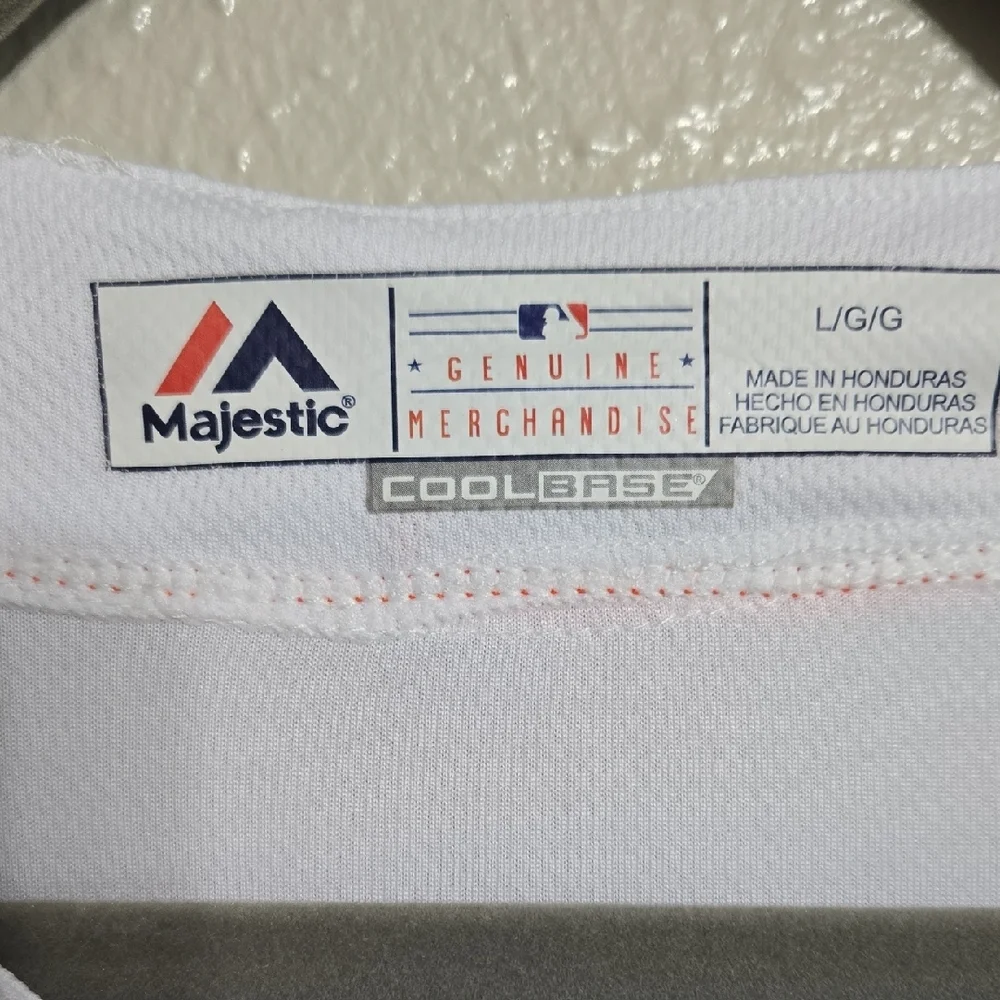 Majestic®
GENUINE
MERCHANDISE
L/G/G
MADE IN HONDURAS
HECHO EN HONDURAS
FABRIQUE AU HONDURAS
COOLBASE®